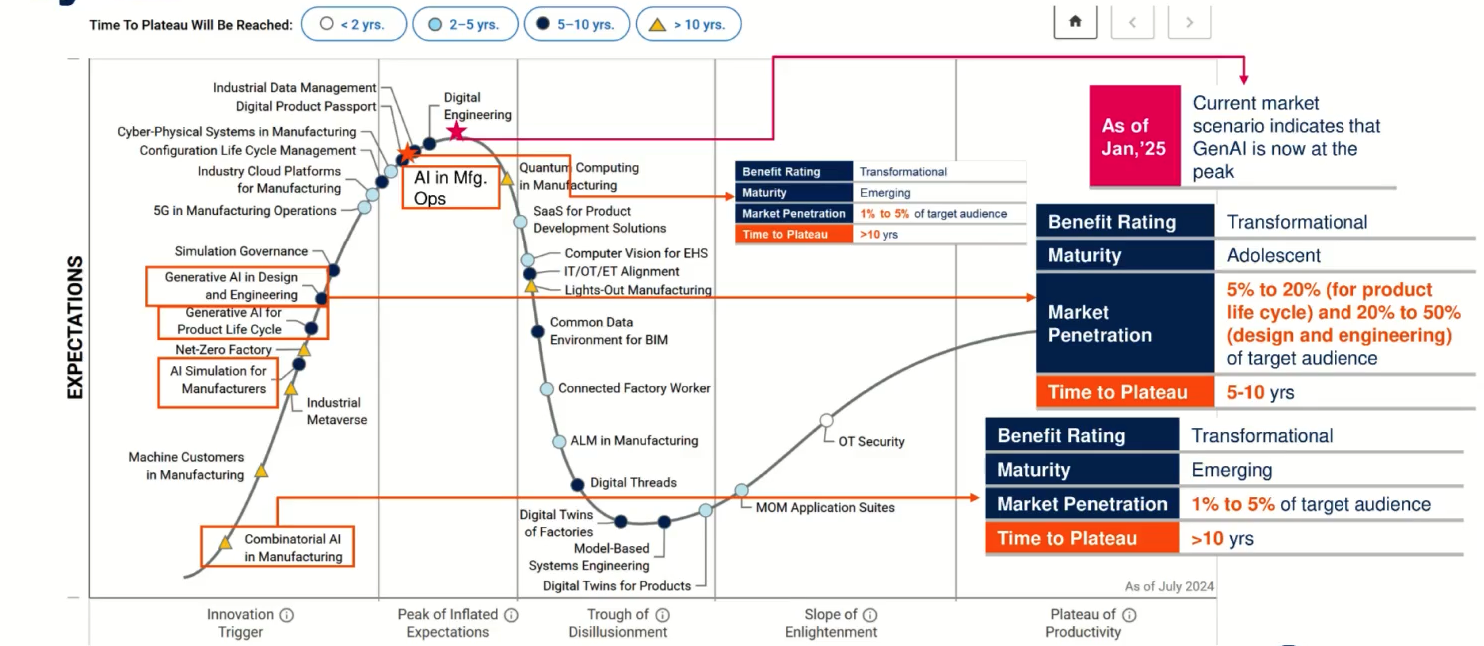 Time To Plateau Will Be Reached:
< 2 yrs.
2–5 yrs.
5–10 yrs.
> 10 yrs.
EXPECTATIONS
Industrial Data Management
Digital Product Passport
Cyber-Physical Systems in Manufacturing
Configuration Life Cycle Management
Industry Cloud Platforms
for Manufacturing
5G in Manufacturing Operations
Simulation Governance
Generative AI in Design
and Engineering
Generative AI for
Product Life Cycle
Net-Zero Factory
AI Simulation for
Manufacturers
Industrial
Metaverse
Machine Customers
in Manufacturing
Combinatorial AI
in Manufacturing
Digital
Engineering
AI in Mfg.
Ops
Quantum Computing
in Manufacturing
SaaS for Product
Development Solutions
Computer Vision for EHS
IT/OT/ET Alignment
Lights-Out Manufacturing
Common Data
Environment for BIM
Connected Factory Worker
ALM in Manufacturing
Digital Threads
Digital Twins
of Factories
Model-Based
Systems Engineering
Digital Twins for Products
MOM Application Suites
OT Security
Benefit Rating Transformational
Maturity Emerging
Market Penetration 1% to 5% of target audience
Time to Plateau >10 yrs
As of
Jan,'25
Current market
scenario indicates that
GenAI is now at the
peak
Benefit Rating Transformational
Maturity Adolescent
Market
Penetration
5% to 20% (for product
life cycle) and 20% to 50%
(design and engineering)
of target audience
Time to Plateau 5-10 yrs
Benefit Rating Transformational
Maturity Emerging
Market Penetration 1% to 5% of target audience
Time to Plateau >10 yrs
As of July 2024
Innovation
Trigger
Peak of Inflated
Expectations
Trough of
Disillusionment
Slope of
Enlightenment
Plateau of
Productivity